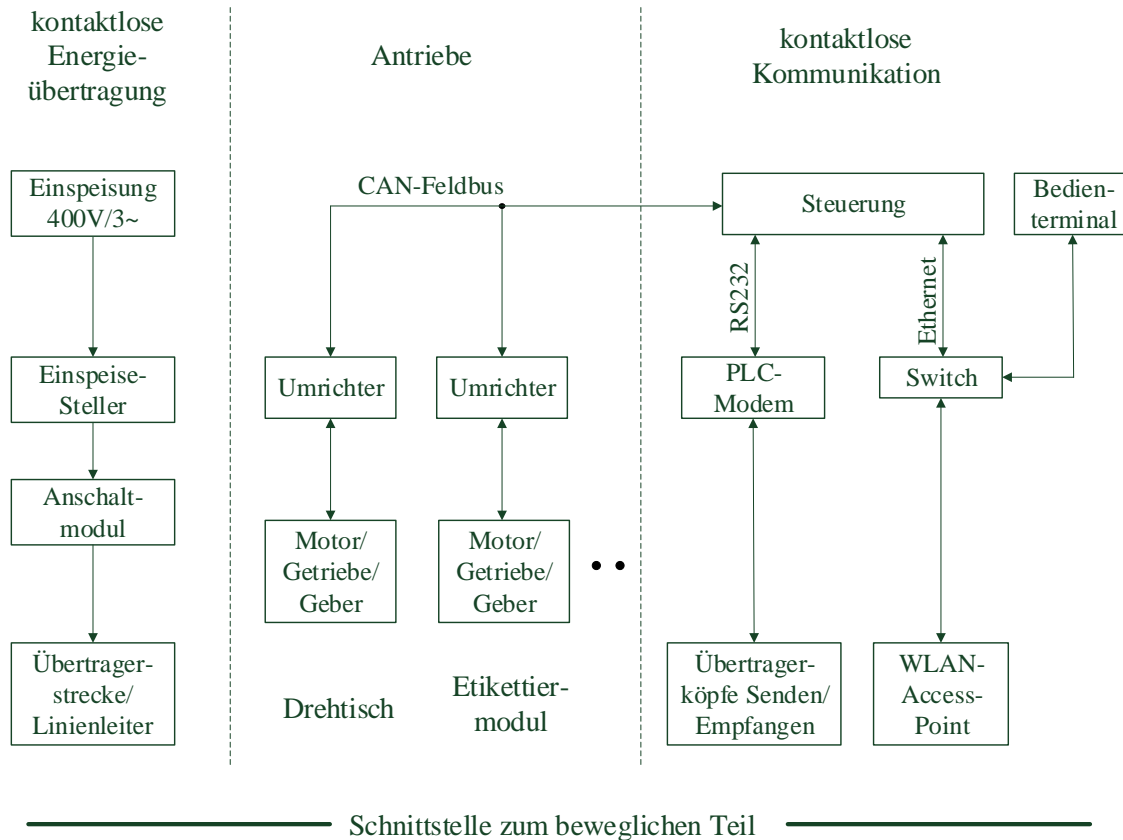 kontaktlose
Energie-
übertragung
Antriebe
kontaktlose
Kommunikation
Einspeisung
400V/3~
CAN-Feldbus
Steuerung
Bedien-
terminal
RS232
Ethernet
Einspeise-
Steller
Umrichter
Umrichter
PLC-
Modem
Switch
Anschalt-
modul
Motor/
Getriebe/
Geber
Motor/
Getriebe/
Geber
Übertrager-
strecke/
Linienleiter
Drehtisch
Etikettier-
modul
Übertrager-
köpfe Senden/
Empfangen
WLAN-
Access-
Point
Schnittstelle zum beweglichen Teil